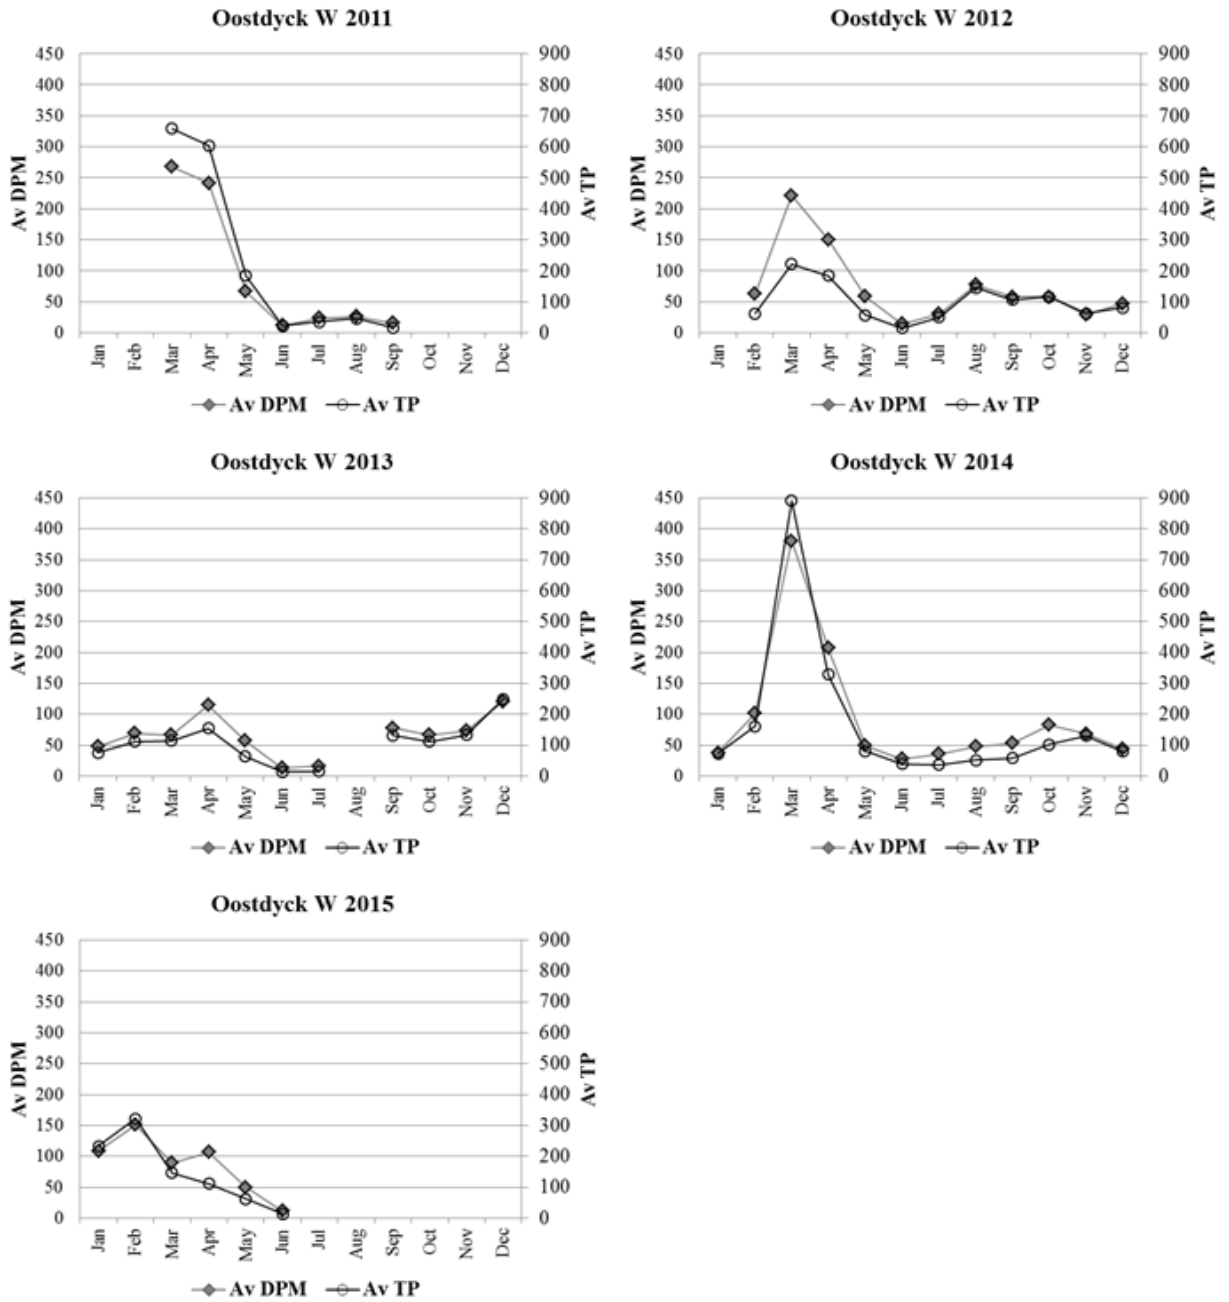 Oostdyck W 2011
450 900
400 800
350 700
300 600
250 500
200 400
150 300
100 200
50 100
0 0
Av DPM
Av TP
Jan Feb Mar Apr May Jun Jul Aug Sep Oct Nov Dec
Av DPM Av TP
Oostdyck W 2012
450 900
400 800
350 700
300 600
250 500
200 400
150 300
100 200
50 100
0 0
Av DPM
Av TP
Jan Feb Mar Apr May Jun Jul Aug Sep Oct Nov Dec
Av DPM Av TP
Oostdyck W 2013
450 900
400 800
350 700
300 600
250 500
200 400
150 300
100 200
50 100
0 0
Av DPM
Av TP
Jan Feb Mar Apr May Jun Jul Aug Sep Oct Nov Dec
Av DPM Av TP
Oostdyck W 2014
450 900
400 800
350 700
300 600
250 500
200 400
150 300
100 200
50 100
0 0
Av DPM
Av TP
Jan Feb Mar Apr May Jun Jul Aug Sep Oct Nov Dec
Av DPM Av TP
Oostdyck W 2015
450 900
400 800
350 700
300 600
250 500
200 400
150 300
100 200
50 100
0 0
Av DPM
Av TP
Jan Feb Mar Apr May Jun Jul Aug Sep Oct Nov Dec
Av DPM Av TP